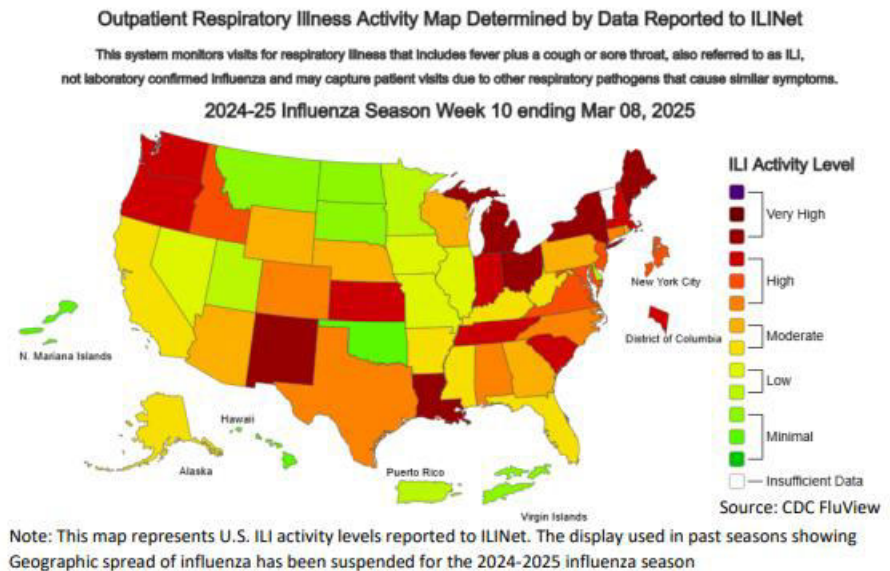 Outpatient Respiratory Illness Activity Map Determined by Data Reported to ILINet
This system monitors visits for respiratory illness that includes fever plus a cough or sore throat, also referred to as ILI,
not laboratory confirmed influenza and may capture patient visits due to other respiratory pathogens that cause similar symptoms.
2024-25 Influenza Season Week 10 ending Mar 08, 2025
ILI Activity Level
Very High
High
Moderate
Low
Minimal
Insufficient Data
New York City
District of Columbia
N. Mariana Islands
Hawaii
Alaska
Puerto Rico
Virgin Islands
Source: CDC FluView
Note: This map represents U.S. ILI activity levels reported to ILINet. The display used in past seasons showing
Geographic spread of influenza has been suspended for the 2024-2025 influenza season